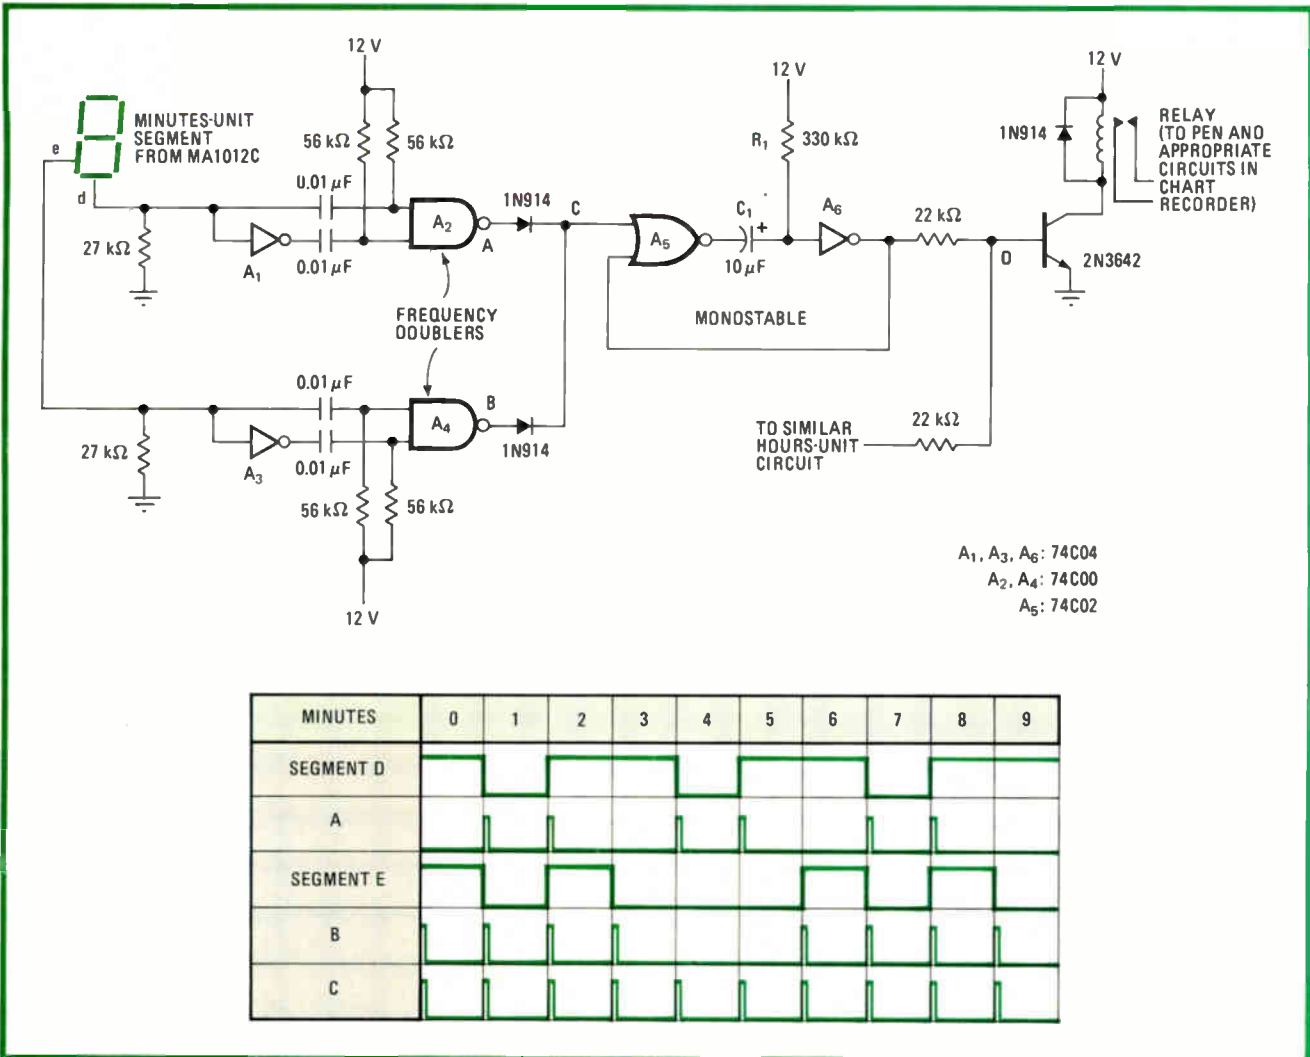 12 V
12 V
12 V
MINUTES-UNIT
SEGMENT
FROM MA1012C
e
d
56 kΩ
56 kΩ
0.01 µF
1N914
R1
330 kΩ
1N914
RELAY
(TO PEN AND
APPROPRIATE
CIRCUITS IN
CHART
RECORDER)
27 kΩ
A1
0.01 µF
A2
A
C
A5
C1
+
10 µF
A6
22 kΩ
D
2N3642
FREQUENCY
DOUBLERS
MONOSTABLE
0.01 µF
27 kΩ
A3
0.01 µF
A4
B
1N914
TO SIMILAR
HOURS-UNIT
CIRCUIT
22 kΩ
56 kΩ
56 kΩ
12 V
A1, A3, A6: 74C04
A2, A4: 74C00
A5: 74C02
MINUTES 0 1 2 3 4 5 6 7 8 9
SEGMENT D
A
SEGMENT E
B
C